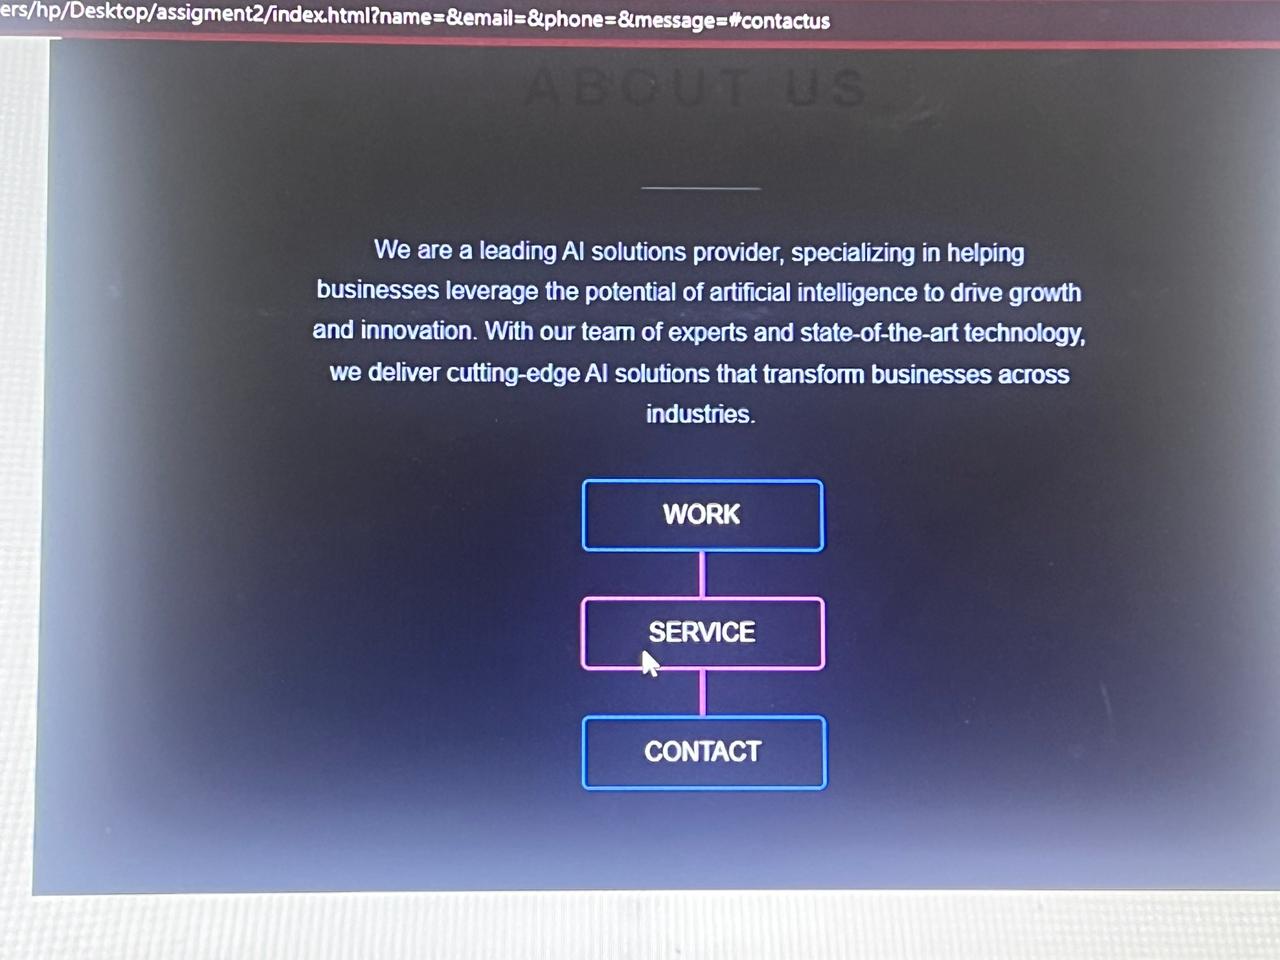 ers/hp/Desktop/assigment2/index.html?name=&email=&phone=&message=#contactus
ABOUT US
We are a leading AI solutions provider, specializing in helping
businesses leverage the potential of artificial intelligence to drive growth
and innovation. With our team of experts and state-of-the-art technology,
we deliver cutting-edge AI solutions that transform businesses across
industries.
WORK
SERVICE
CONTACT